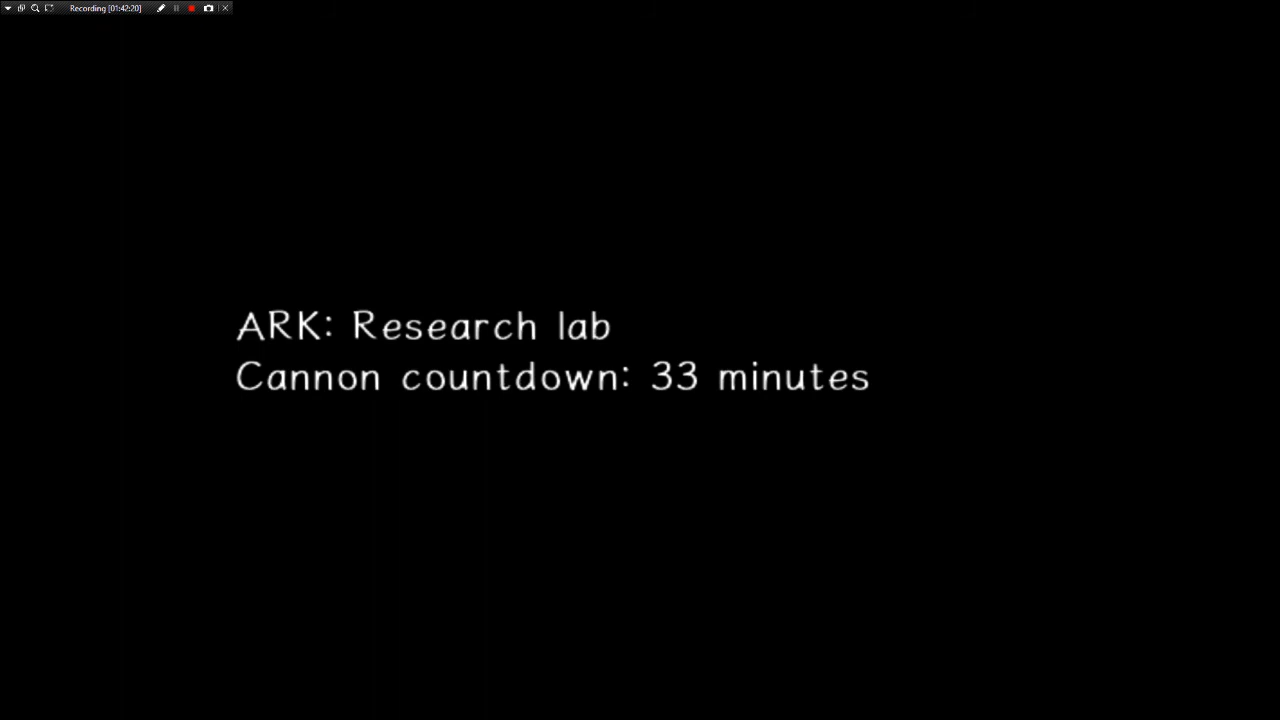 Recording [01:42:20]
ARK: Research lab
Cannon countdown: 33 minutes